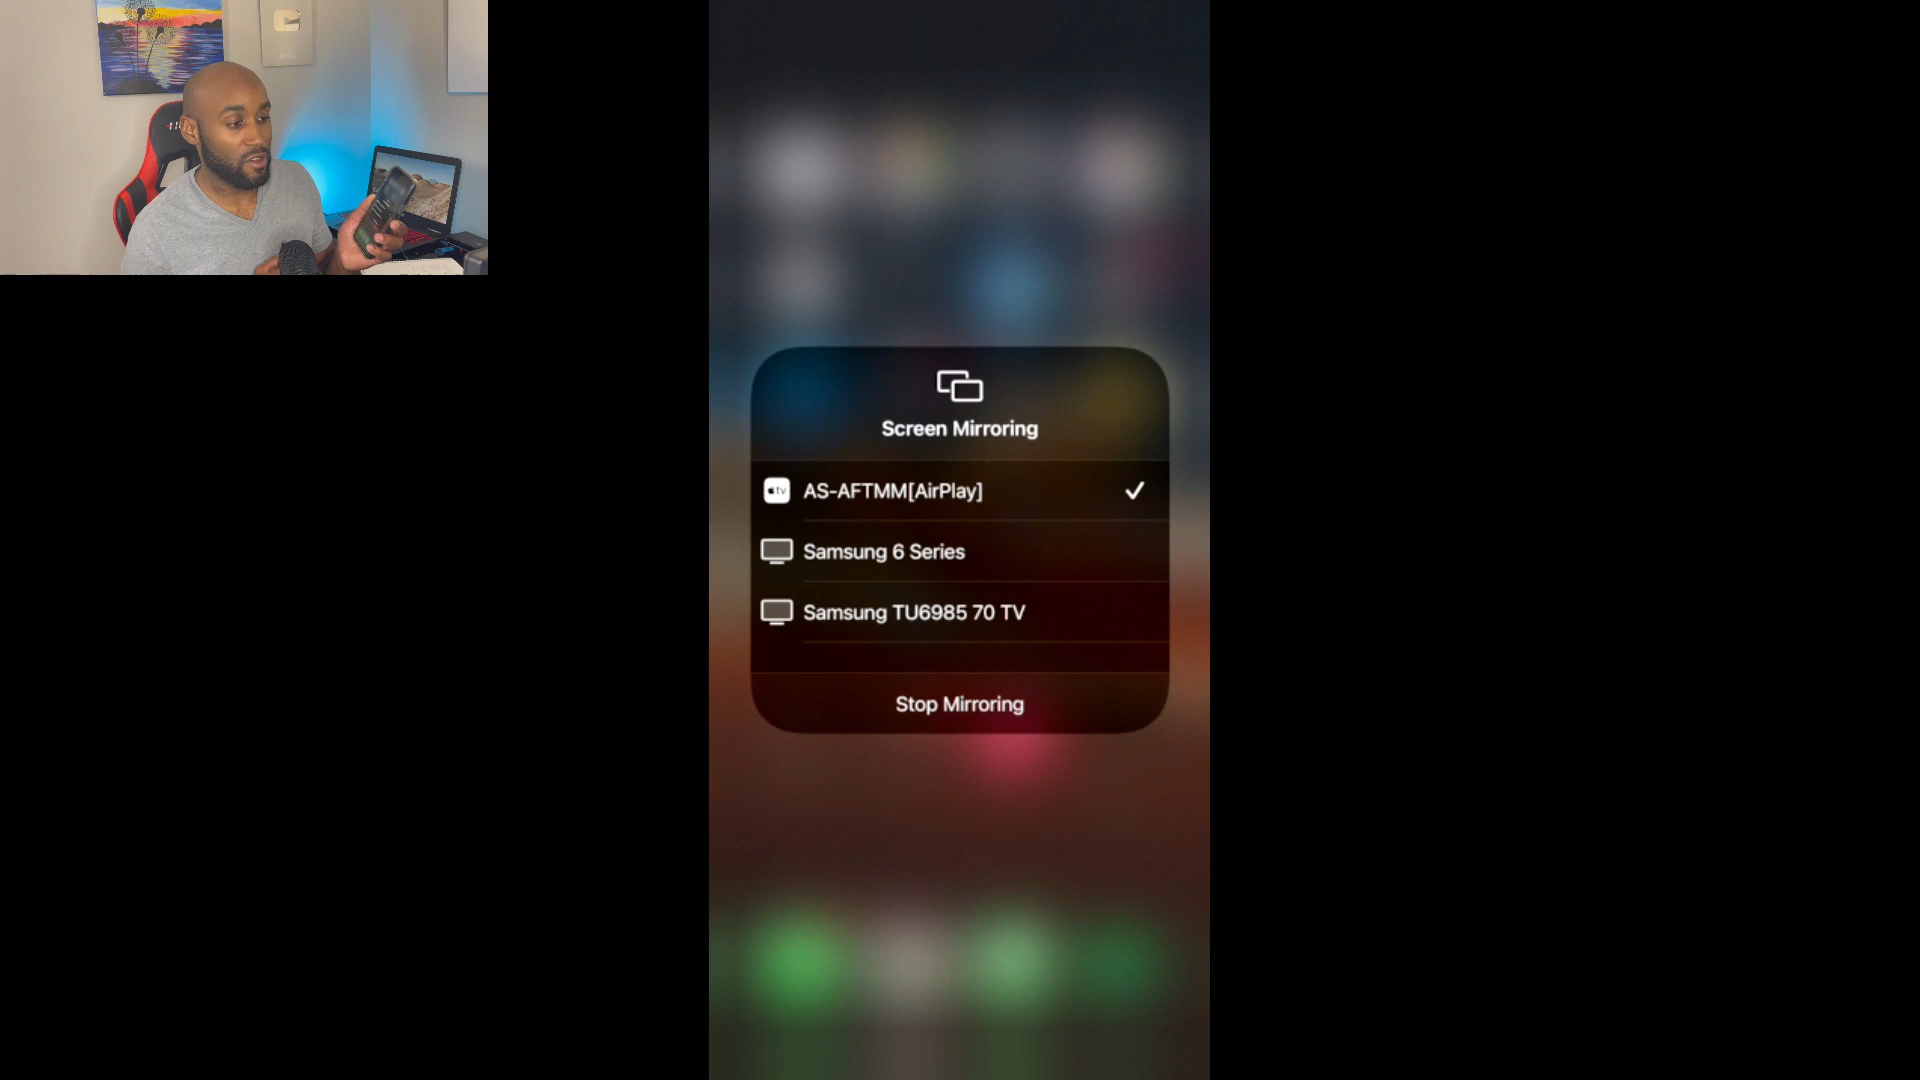 Screen Mirroring
tv
AS-AFTMM[AirPlay]
Samsung 6 Series
Samsung TU6985 70 TV
Stop Mirroring